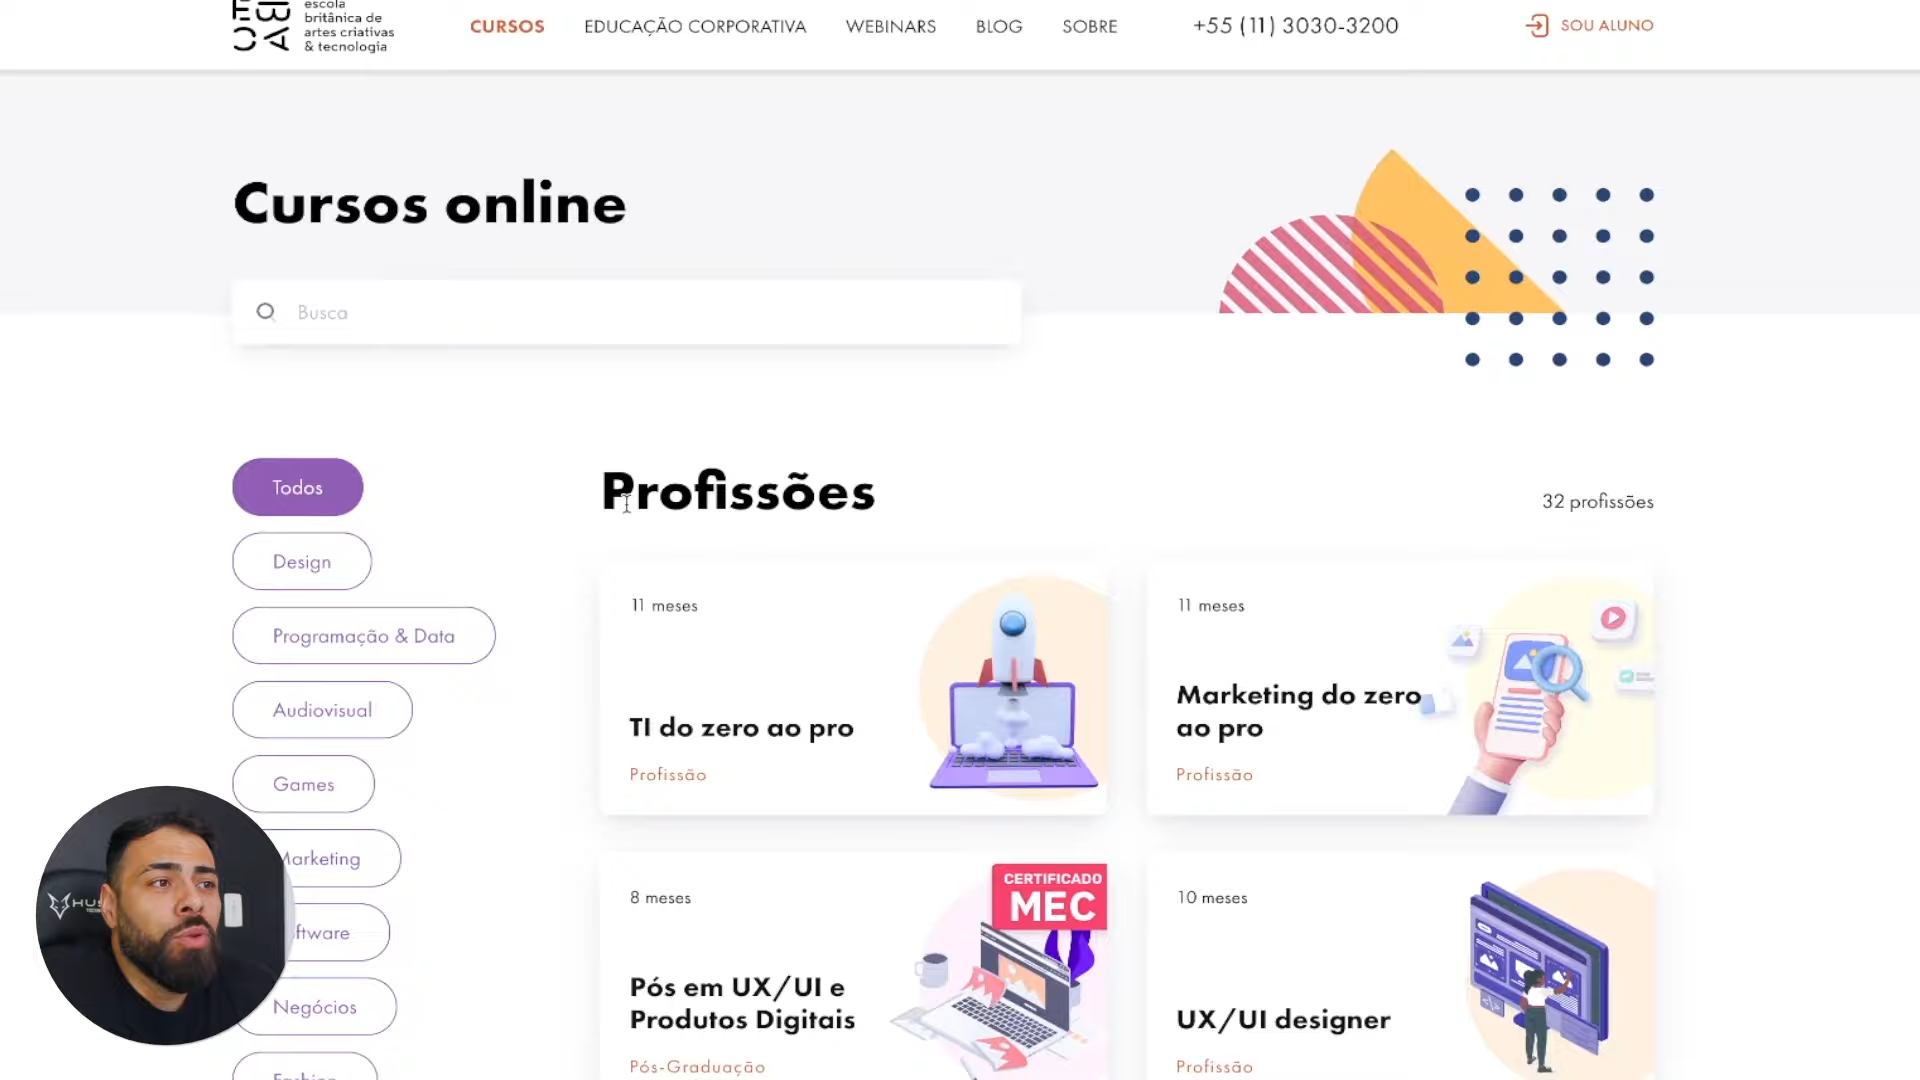 escola
britânica de
artes criativas
& tecnologia
CURSOS
EDUCAÇÃO CORPORATIVA
WEBINARS
BLOG
SOBRE
+55 (11) 3030-3200
SOU ALUNO
Cursos online
Busca
Todos
Design
Programação & Data
Audiovisual
Games
Marketing
ftware
Negócios
Profissões
32 profissões
11 meses
TI do zero ao pro
Profissão
11 meses
Marketing do zero
ao pro
Profissão
8 meses
CERTIFICADO
MEC
Pós em UX/UI e
Produtos Digitais
Pós-Graduação
10 meses
UX/UI designer
Profissão